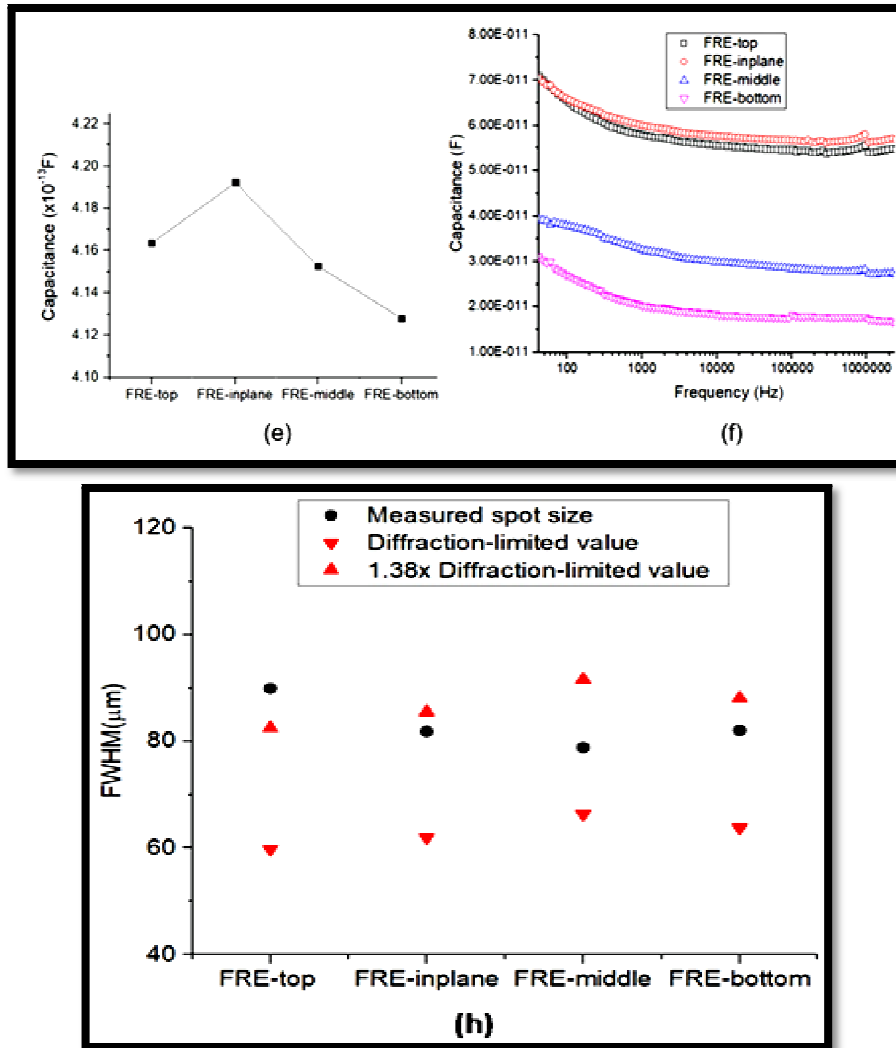 4.22
4.20
4.18
4.16
4.14
4.12
4.10
Capacitance (x10⁻¹³F)
FRE-top FRE-inplane FRE-middle FRE-bottom
(e)
8.00E-011
7.00E-011
6.00E-011
5.00E-011
4.00E-011
3.00E-011
2.00E-011
1.00E-011
Capacitance (F)
FRE-top
FRE-inplane
FRE-middle
FRE-bottom
100 1000 10000 100000 1000000
Frequency (Hz)
(f)
120
100
80
60
40
FWHM(μm)
Measured spot size
Diffraction-limited value
1.38x Diffraction-limited value
FRE-top FRE-inplane FRE-middle FRE-bottom
(h)